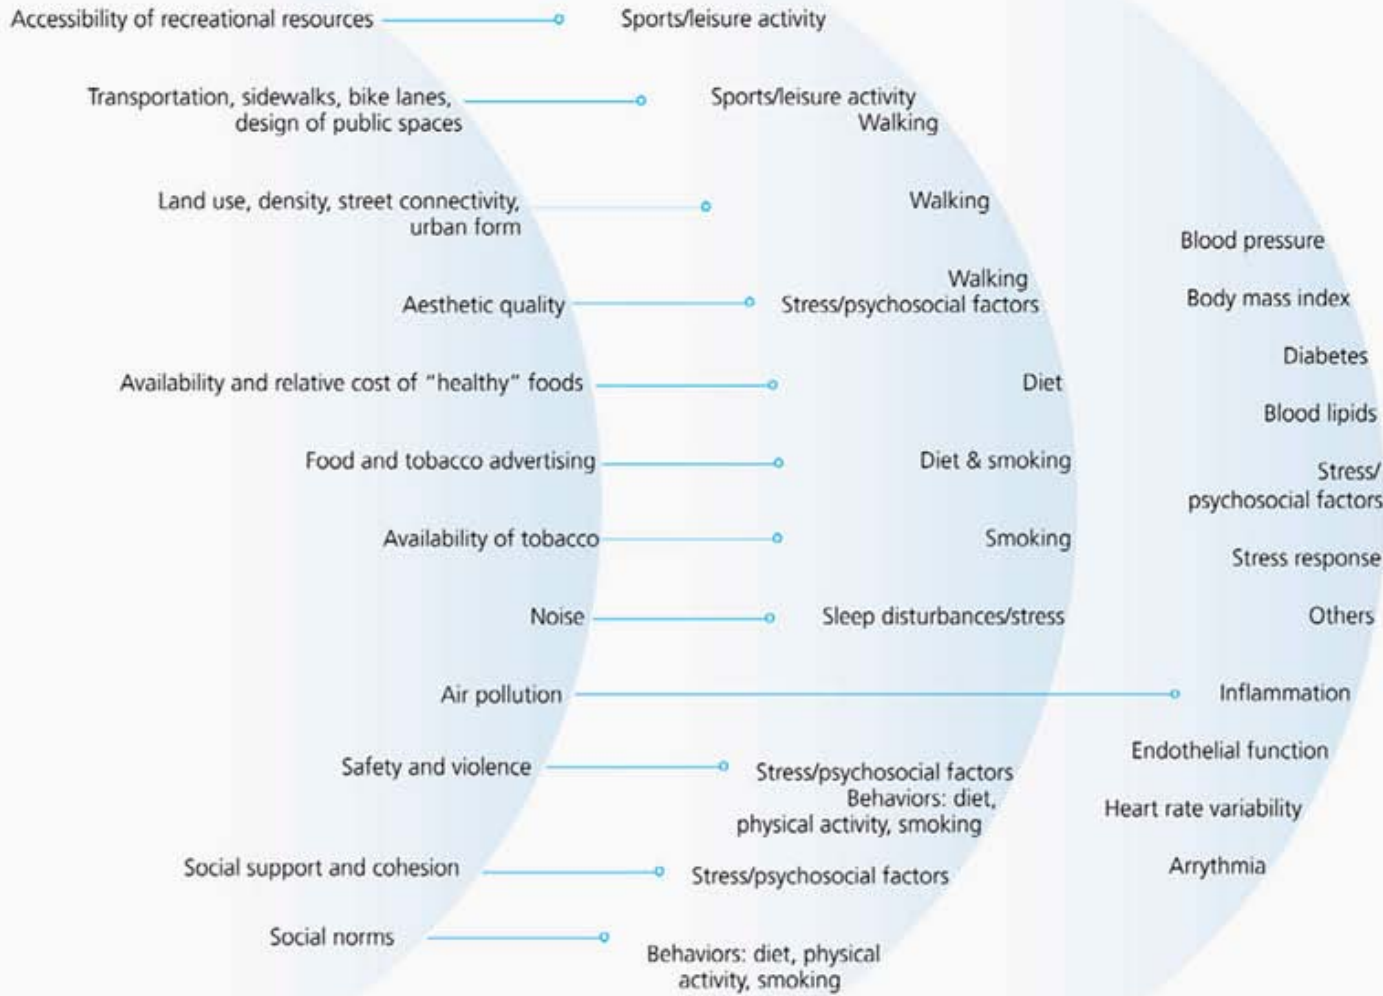 Accessibility of recreational resources
Sports/leisure activity
Transportation, sidewalks, bike lanes,
design of public spaces
Sports/leisure activity
Walking
Land use, density, street connectivity,
urban form
Walking
Aesthetic quality
Walking
Stress/psychosocial factors
Availability and relative cost of “healthy” foods
Diet
Food and tobacco advertising
Diet & smoking
Availability of tobacco
Smoking
Noise
Sleep disturbances/stress
Air pollution
Safety and violence
Stress/psychosocial factors
Behaviors: diet,
physical activity, smoking
Social support and cohesion
Stress/psychosocial factors
Social norms
Behaviors: diet, physical
activity, smoking
Blood pressure
Body mass index
Diabetes
Blood lipids
Stress/
psychosocial factors
Stress response
Others
Inflammation
Endothelial function
Heart rate variability
Arrythmia